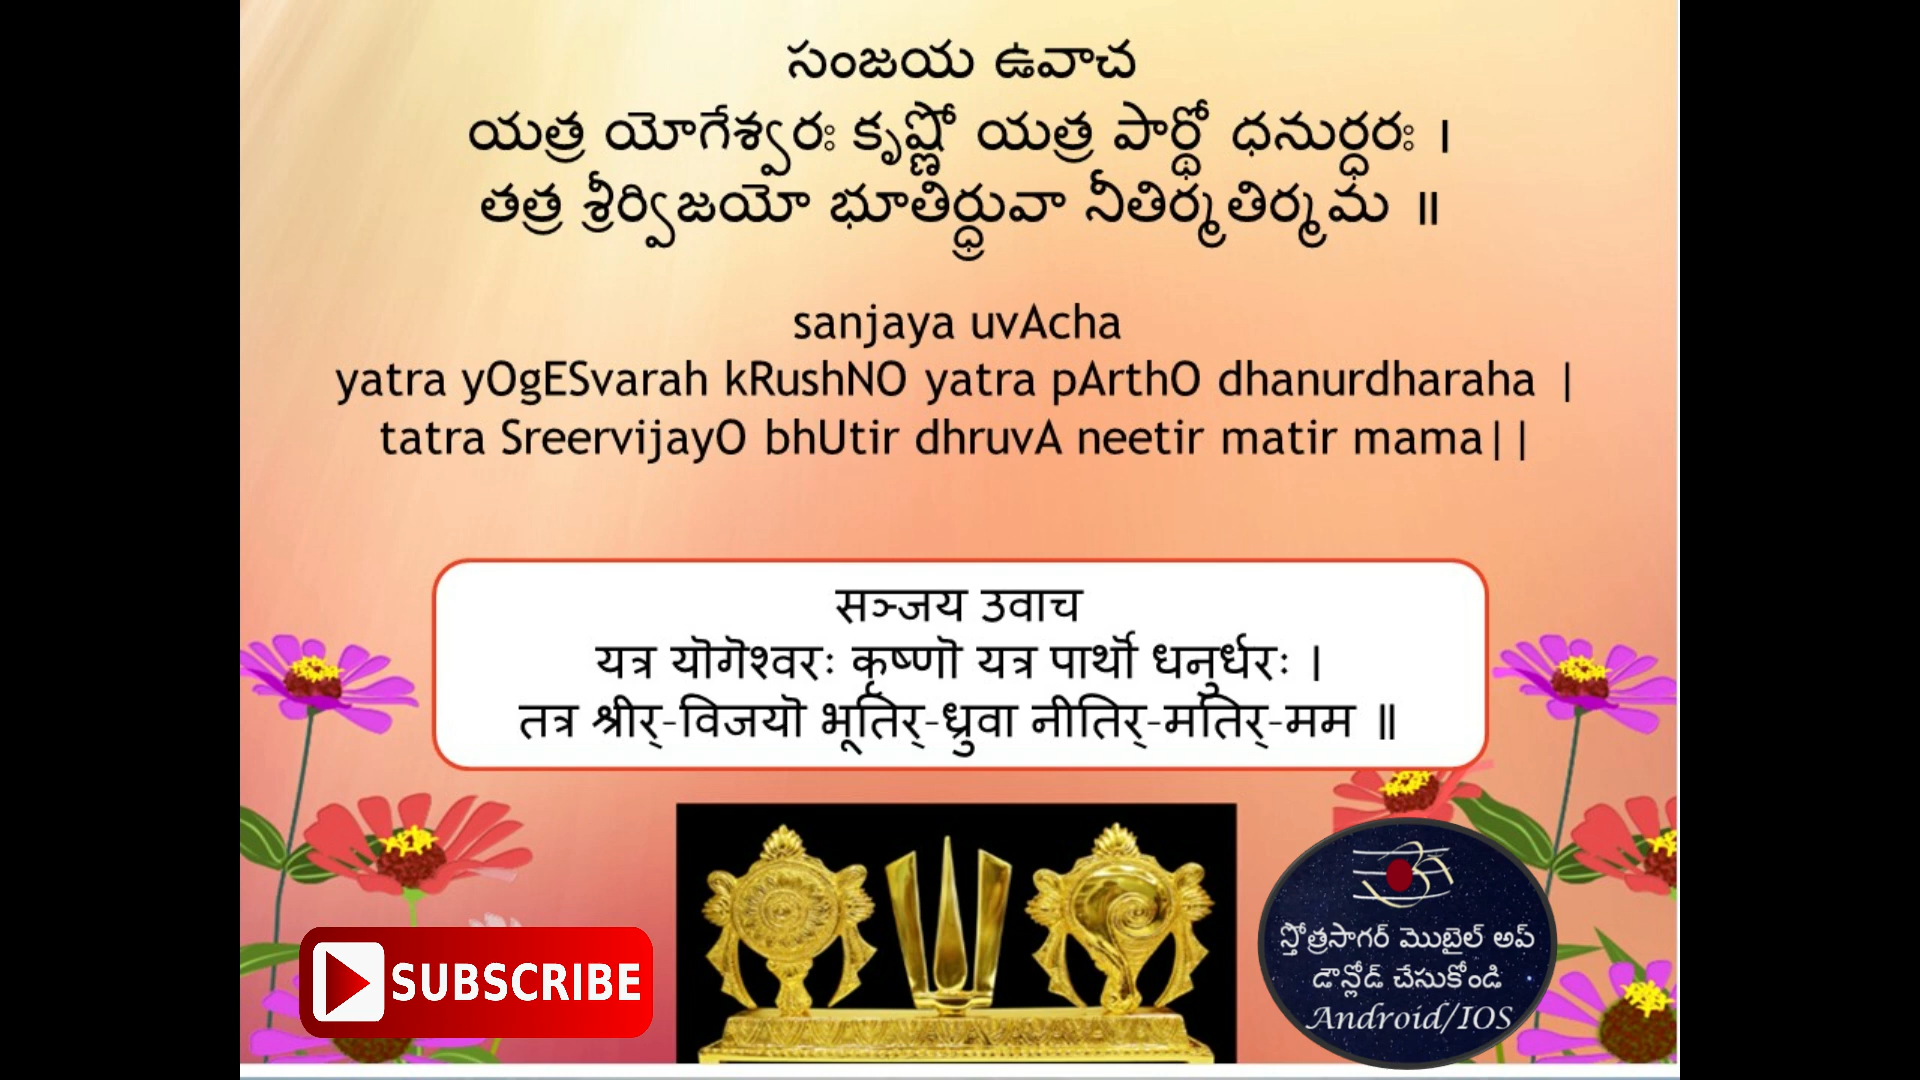 సంజయ ఉవాచ
యత్ర యోగేశ్వరః కృష్ణో యత్ర పార్థో ధనుర్ధరః ।
తత్ర శ్రీర్విజయో భూతిర్ధ్రువా నీతిర్మతిర్మమ ॥
sanjaya uvAcha
yatra yOgESvarah kRushNO yatra pArthO dhanurdharaha |
tatra SreervijayO bhUtir dhruvA neetir matir mama||
सञ्जय उवाच
यत्र यॊगॆश्वरः कृष्णॊ यत्र पार्थॊ धनुर्धरः ।
तत्र श्रीर्-विजयॊ भूतिर्-ध्रुवा नीतिर्-मतिर्-मम ॥
SUBSCRIBE
స్తోత్రసాగర్ మొబైల్ అప్
డౌన్లోడ్ చేసుకోండి
Android/IOS